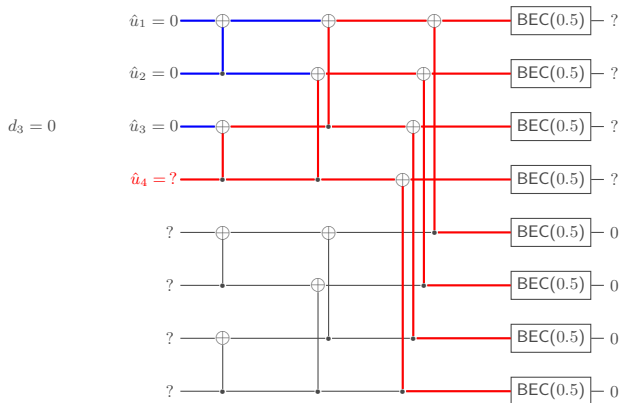 û₁ = 0 BEC(0.5) ?
û₂ = 0 BEC(0.5) ?
d₃ = 0 û₃ = 0 BEC(0.5) ?
û₄ = ? BEC(0.5) ?
? BEC(0.5) 0
? BEC(0.5) 0
? BEC(0.5) 0
? BEC(0.5) 0